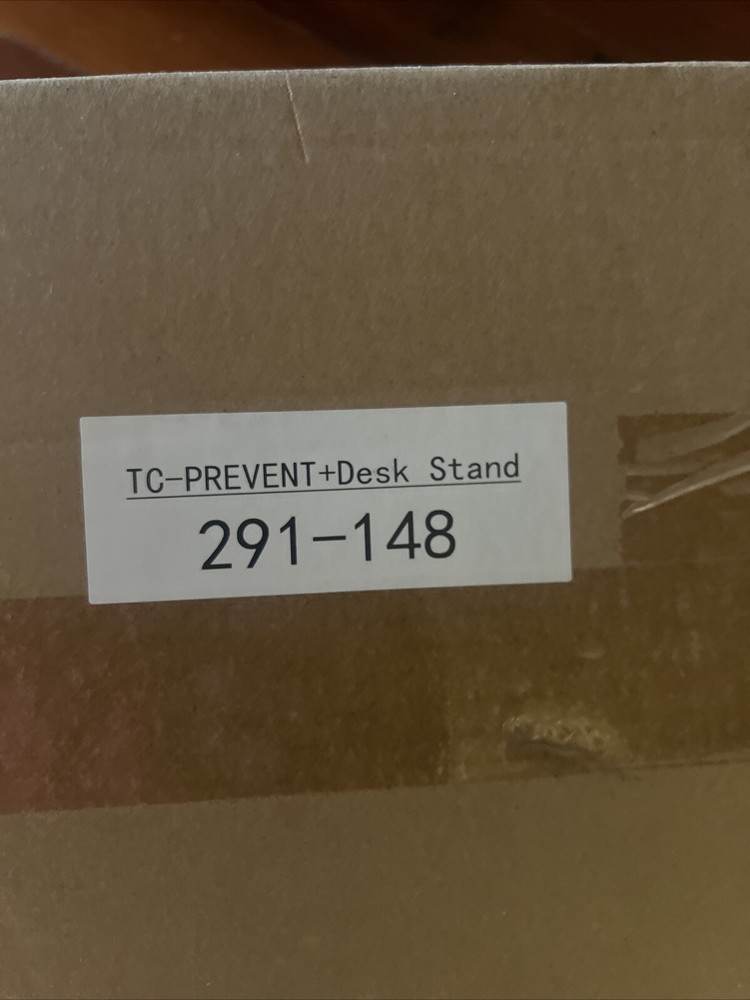 TC-PREVENT+Desk Stand
291-148